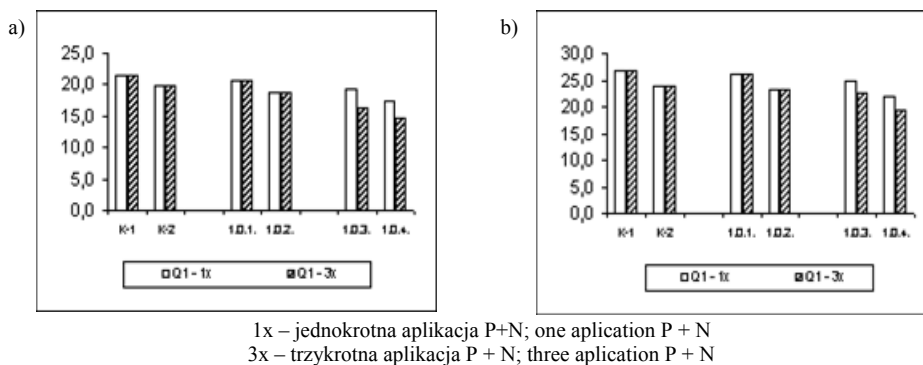 a)
25,0
20,0
15,0
10,0
5,0
0,0
K-1 K-2 1.0.1. 1.0.2. 1.0.3. 1.0.4.
Q1 - 1x Q1 - 3x
b)
30,0
25,0
20,0
15,0
10,0
5,0
0,0
K-1 K-2 1.0.1. 1.0.2. 1.0.3. 1.0.4.
Q1 - 1x Q1 - 3x
1x – jednokrotna aplikacja P+N; one aplication P + N
3x – trzykrotna aplikacja P + N; three aplication P + N